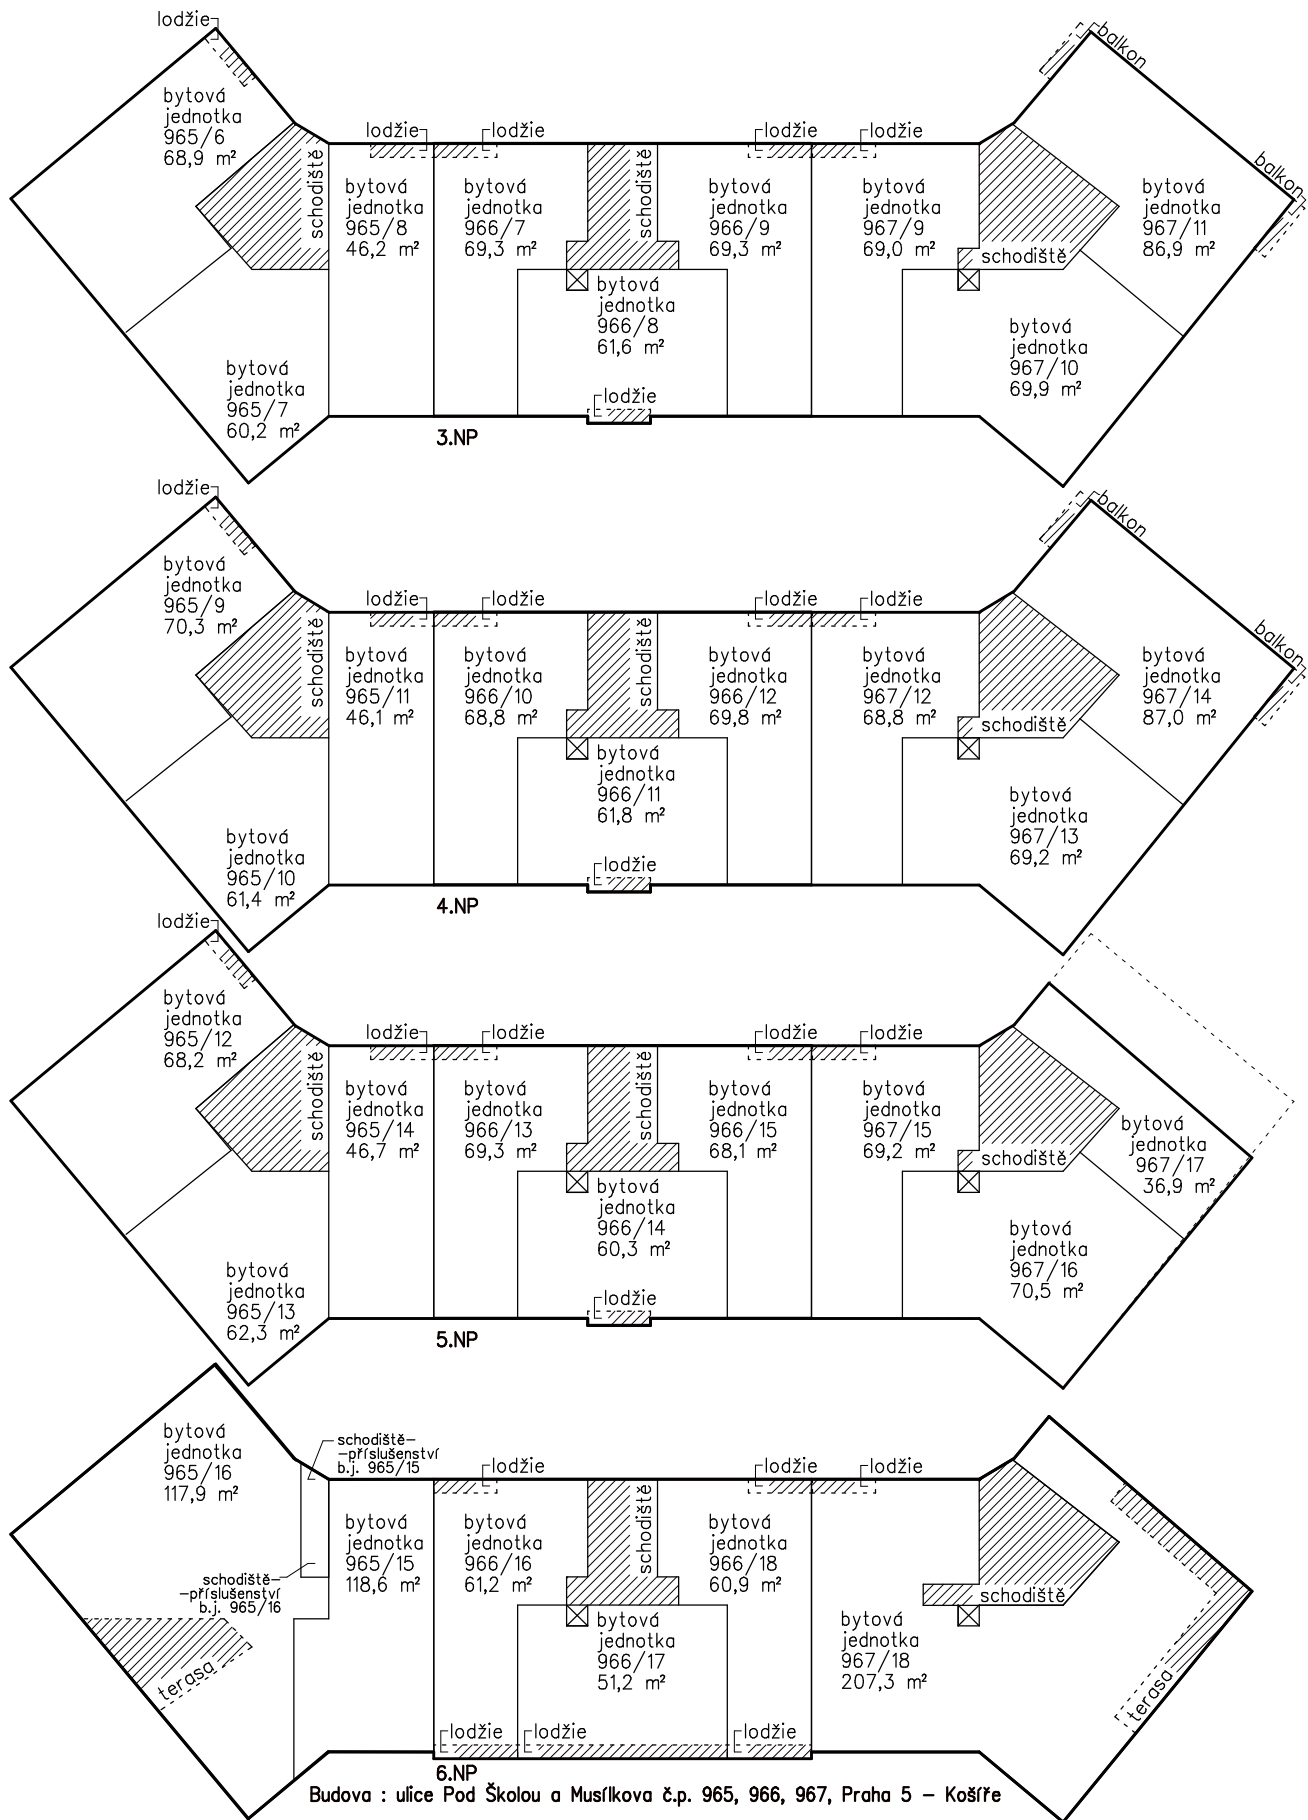 lodžie
balkon
bytová
jednotka
965/6
68,9 m²
schodiště
lodžie
lodžie
schodiště
lodžie
lodžie
balkon
bytová
jednotka
965/8
46,2 m²
bytová
jednotka
966/7
69,3 m²
bytová
jednotka
966/9
69,3 m²
bytová
jednotka
967/9
69,0 m²
bytová
jednotka
967/11
86,9 m²
schodiště
bytová
jednotka
966/8
61,6 m²
bytová
jednotka
967/10
69,9 m²
bytová
jednotka
965/7
60,2 m²
lodžie
3.NP
lodžie
balkon
bytová
jednotka
965/9
70,3 m²
schodiště
lodžie
lodžie
schodiště
lodžie
lodžie
balkon
bytová
jednotka
965/11
46,1 m²
bytová
jednotka
966/10
68,8 m²
bytová
jednotka
966/12
69,8 m²
bytová
jednotka
967/12
68,8 m²
bytová
jednotka
967/14
87,0 m²
schodiště
bytová
jednotka
966/11
61,8 m²
bytová
jednotka
967/13
69,2 m²
bytová
jednotka
965/10
61,4 m²
lodžie
4.NP
lodžie
bytová
jednotka
965/12
68,2 m²
schodiště
lodžie
lodžie
schodiště
lodžie
lodžie
bytová
jednotka
965/14
46,7 m²
bytová
jednotka
966/13
69,3 m²
bytová
jednotka
966/15
68,1 m²
bytová
jednotka
967/15
69,2 m²
bytová
jednotka
967/17
36,9 m²
schodiště
bytová
jednotka
966/14
60,3 m²
bytová
jednotka
967/16
70,5 m²
bytová
jednotka
965/13
62,3 m²
lodžie
5.NP
bytová
jednotka
965/16
117,9 m²
schodiště–
–příslušenství
b.j. 965/15
lodžie
schodiště
lodžie
lodžie
bytová
jednotka
965/15
118,6 m²
bytová
jednotka
966/16
61,2 m²
bytová
jednotka
966/18
60,9 m²
schodiště–
–příslušenství
b.j. 965/16
schodiště
bytová
jednotka
966/17
51,2 m²
bytová
jednotka
967/18
207,3 m²
terasa
terasa
lodžie
lodžie
lodžie
6.NP
Budova : ulice Pod Školou a Musílkova č.p. 965, 966, 967, Praha 5 – Košíře